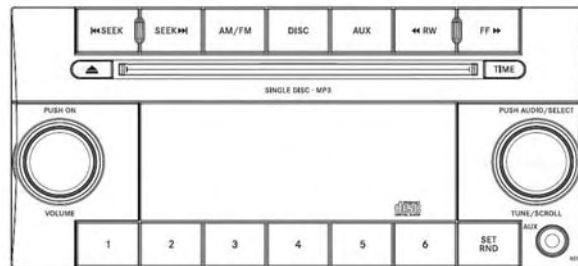 ⏮SEEK SEEK⏭ AM/FM DISC AUX ◀◀ RW FF ▶▶
TIME
SINGLE DISC · MP3
PUSH ON PUSH AUDIO/SELECT
disc
VOLUME TUNE/SCROLL
AUX
1 2 3 4 5 6 SET
RND